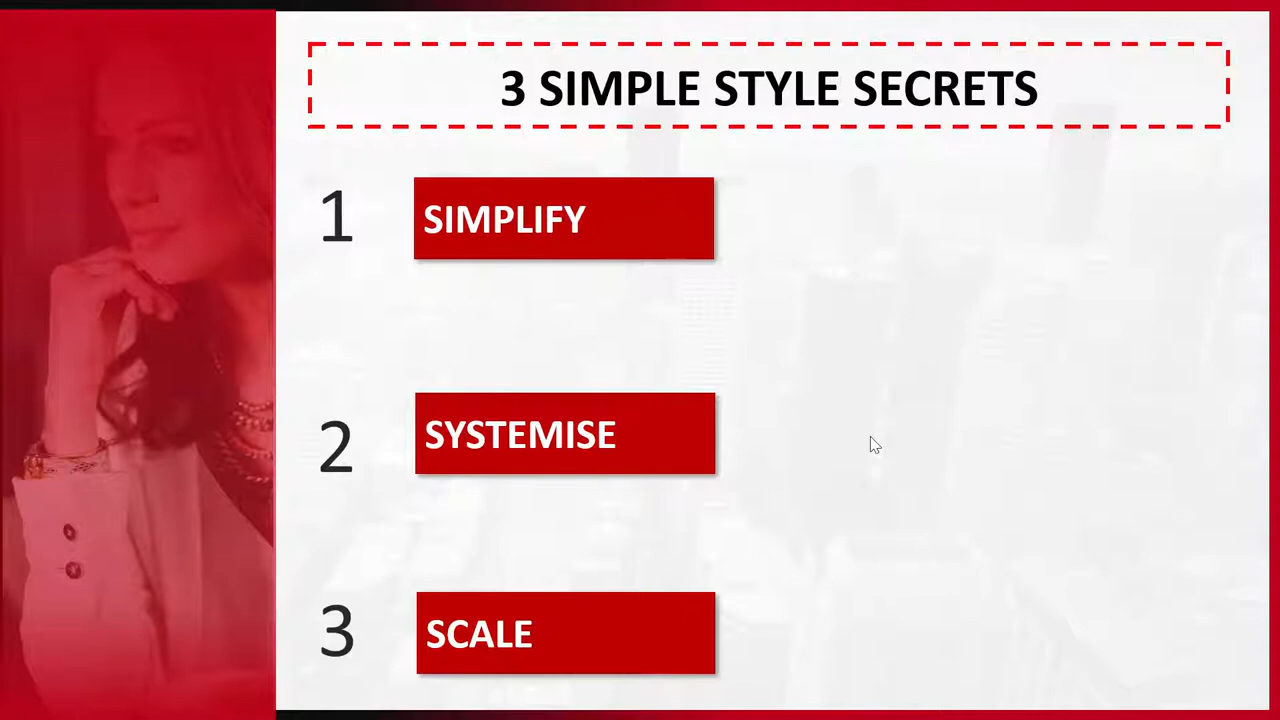 3 SIMPLE STYLE SECRETS
1 SIMPLIFY
2 SYSTEMISE
3 SCALE